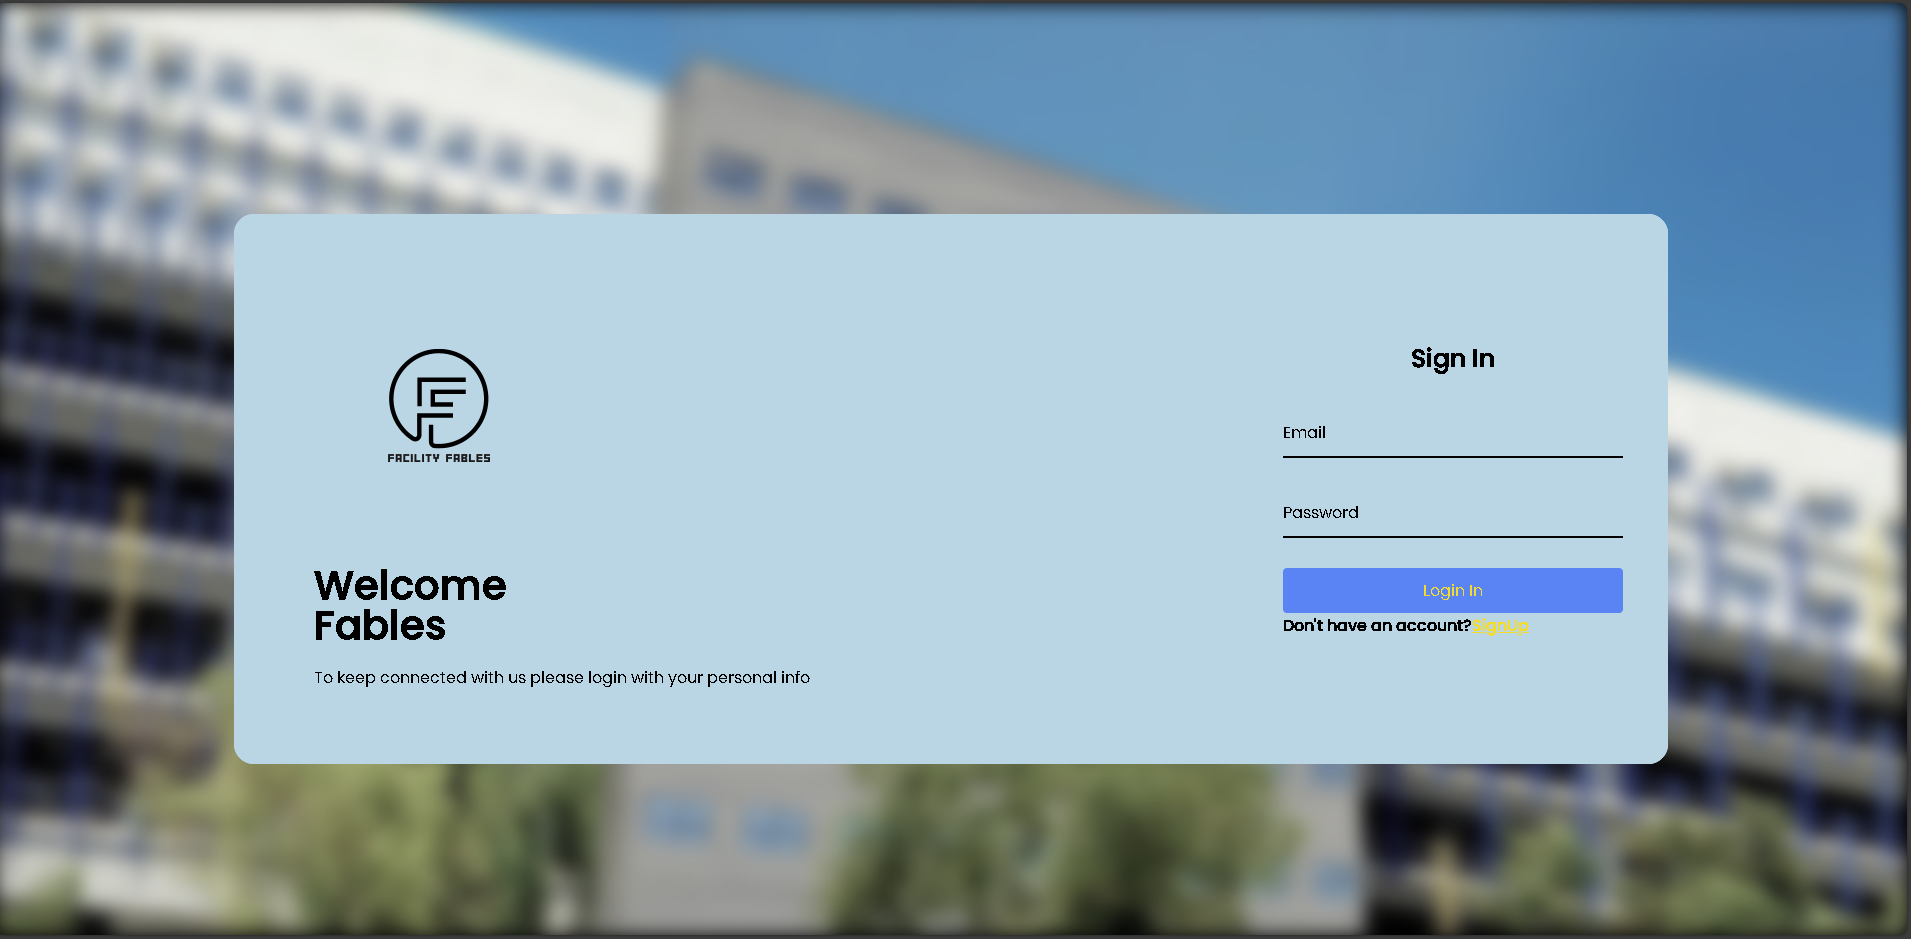 FACILITY FABLES
Welcome
Fables
To keep connected with us please login with your personal info
Sign In
Email
Password
Login In
Don't have an account?SignUp